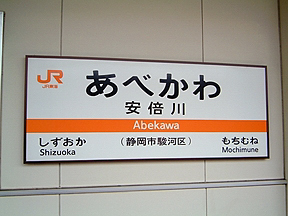 JR
JR東海
あべかわ
安倍川
Abekawa
しずおか (静岡市駿河区) もちむね
Shizuoka Mochimune